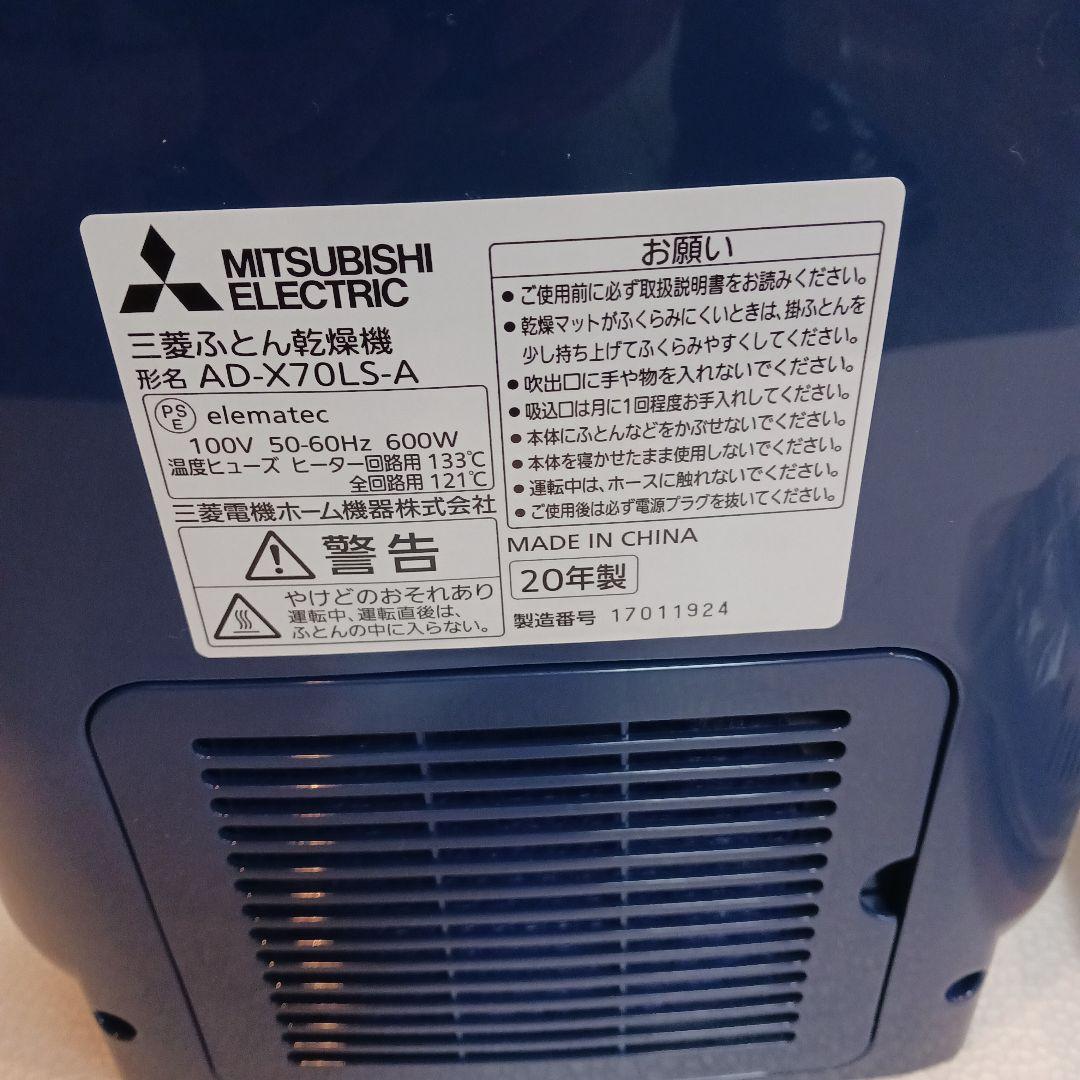 MITSUBISHI
ELECTRIC
三菱ふとん乾燥機
形名 AD-X70LS-A
PS
E
elematec
100V 50-60Hz 600W
温度ヒューズ ヒーター回路用 133℃
全回路用 121℃
三菱電機ホーム機器株式会社
警告
やけどのおそれあり
運転中、運転直後は、
ふとんの中に入らない。
お願い
●ご使用前に必ず取扱説明書をお読みください。
●乾燥マットがふくらみにくいときは、掛ふとんを
少し持ち上げてふくらみやすくしてください。
●吹出口に手や物を入れないでください。
●吸込口は月に1回程度お手入れしてください。
●本体にふとんなどをかぶせないでください。
●本体を寝かせたまま使用しないでください。
●運転中は、ホースに触れないでください。
●ご使用後は必ず電源プラグを抜いてください。
MADE IN CHINA
20年製
製造番号 17011924